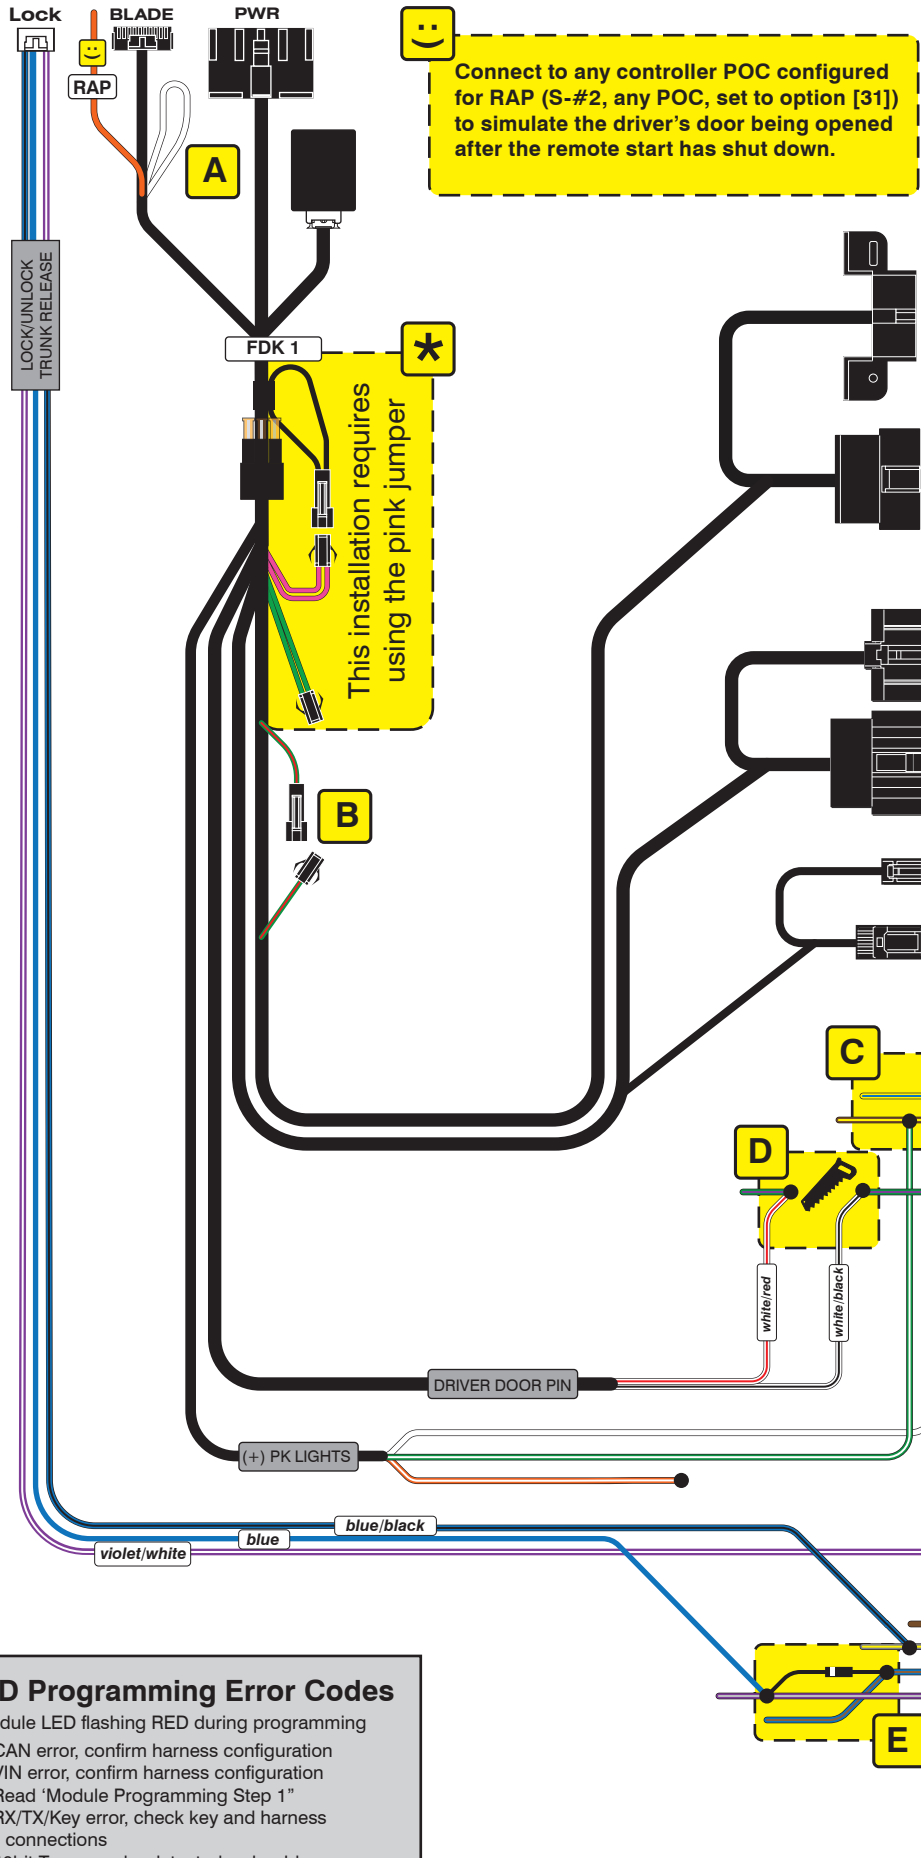 Lock
BLADE
PWR
RAP
A
Connect to any controller POC configured
for RAP (S-#2, any POC, set to option [31])
to simulate the driver's door being opened
after the remote start has shut down.
LOCK/UNLOCK
TRUNK RELEASE
FDK 1
*
This installation requires
using the pink jumper
B
C
D
white/red
white/black
DRIVER DOOR PIN
(+) PK LIGHTS
blue/black
blue
violet/white
E
D Programming Error Codes
dule LED flashing RED during programming
CAN error, confirm harness configuration
VIN error, confirm harness configuration
Read ‘Module Programming Step 1”
RX/TX/Key error, check key and harness
connections